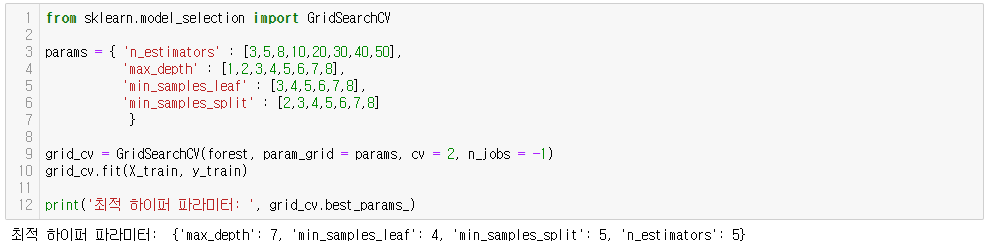 1 from sklearn.model_selection import GridSearchCV
2
3 params = { 'n_estimators' : [3,5,8,10,20,30,40,50],
4 'max_depth' : [1,2,3,4,5,6,7,8],
5 'min_samples_leaf' : [3,4,5,6,7,8],
6 'min_samples_split' : [2,3,4,5,6,7,8]
7 }
8
9 grid_cv = GridSearchCV(forest, param_grid = params, cv = 2, n_jobs = -1)
10 grid_cv.fit(X_train, y_train)
11
12 print('최적 하이퍼 파라미터: ', grid_cv.best_params_)
최적 하이퍼 파라미터:  {'max_depth': 7, 'min_samples_leaf': 4, 'min_samples_split': 5, 'n_estimators': 5}